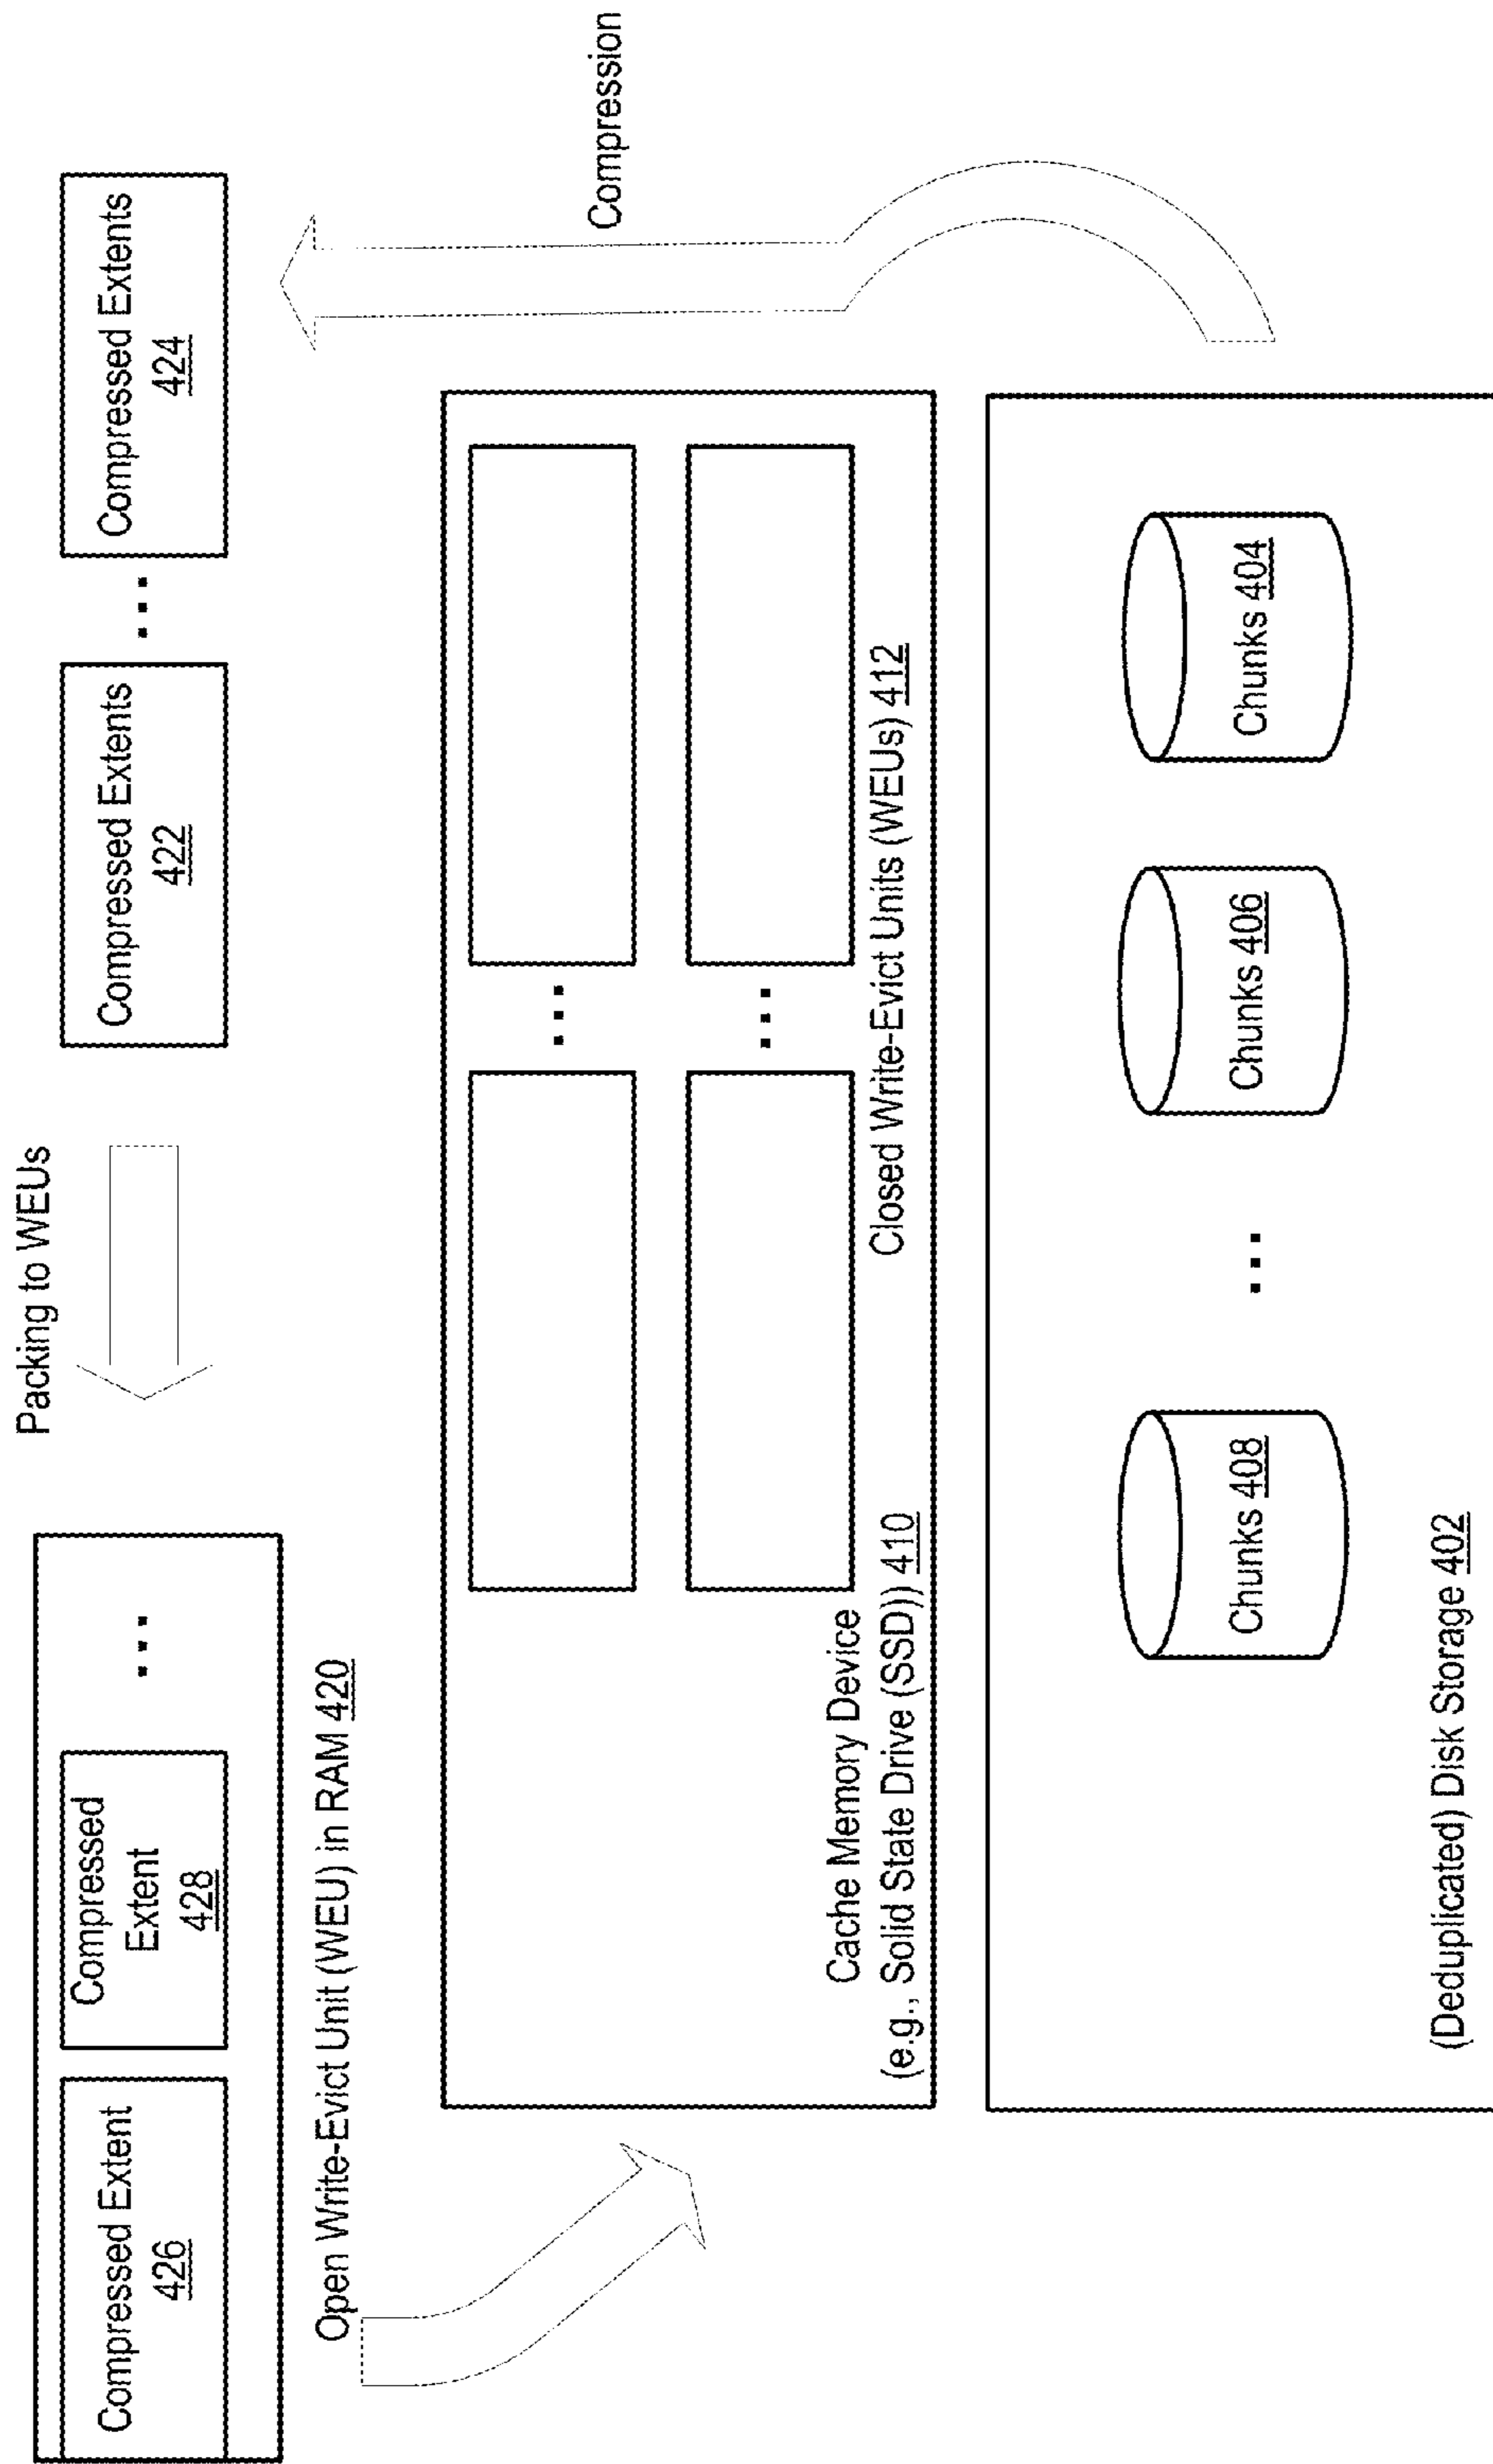 Packing to WEUs
Compressed Extent
426
Compressed
Extent
428
...
Compressed Extents
422
...
Compressed Extents
424
Open Write-Evict Unit (WEU) in RAM 420
Compression
...
...
Cache Memory Device
(e.g., Solid State Drive (SSD)) 410
Closed Write-Evict Units (WEUs) 412
Chunks 408
...
Chunks 406
Chunks 404
(Deduplicated) Disk Storage 402